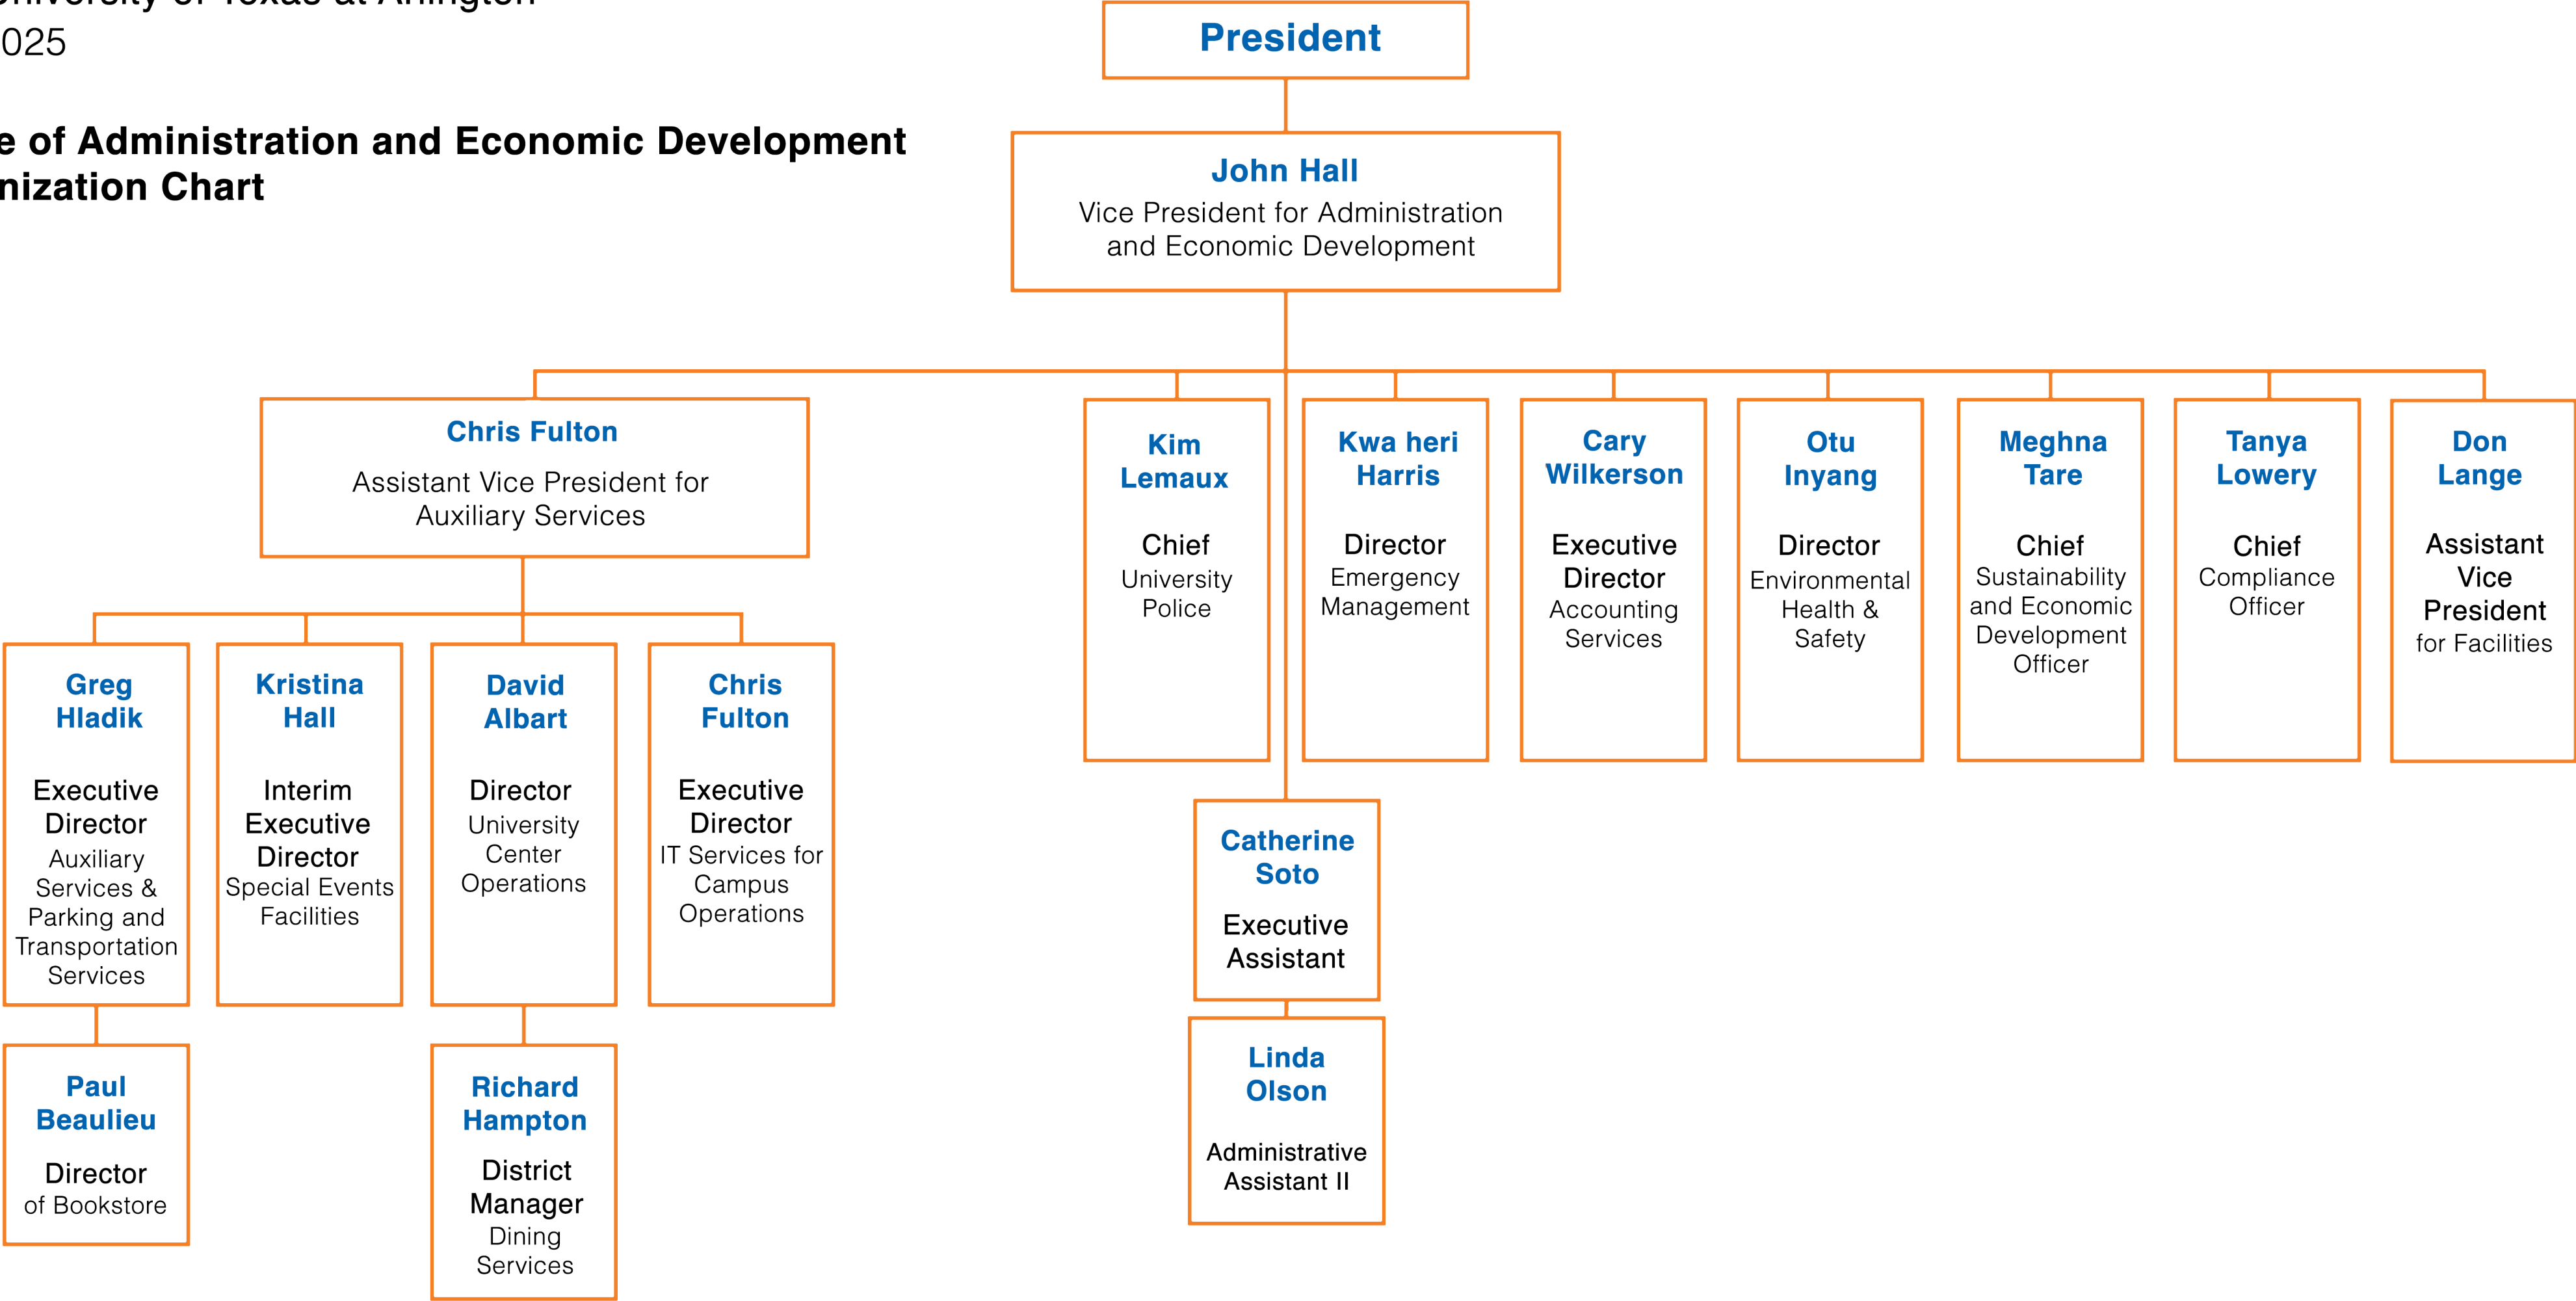 University of Texas at Arlington
025
e of Administration and Economic Development
nization Chart
President
John Hall
Vice President for Administration
and Economic Development
Chris Fulton
Assistant Vice President for
Auxiliary Services
Kim
Lemaux
Chief
University
Police
Kwa heri
Harris
Director
Emergency
Management
Cary
Wilkerson
Executive
Director
Accounting
Services
Otu
Inyang
Director
Environmental
Health &
Safety
Meghna
Tare
Chief
Sustainability
and Economic
Development
Officer
Tanya
Lowery
Chief
Compliance
Officer
Don
Lange
Assistant
Vice
President
for Facilities
Greg
Hladik
Executive
Director
Auxiliary
Services &
Parking and
Transportation
Services
Kristina
Hall
Interim
Executive
Director
Special Events
Facilities
David
Albart
Director
University
Center
Operations
Chris
Fulton
Executive
Director
IT Services for
Campus
Operations
Catherine
Soto
Executive
Assistant
Linda
Olson
Administrative
Assistant II
Paul
Beaulieu
Director
of Bookstore
Richard
Hampton
District
Manager
Dining
Services